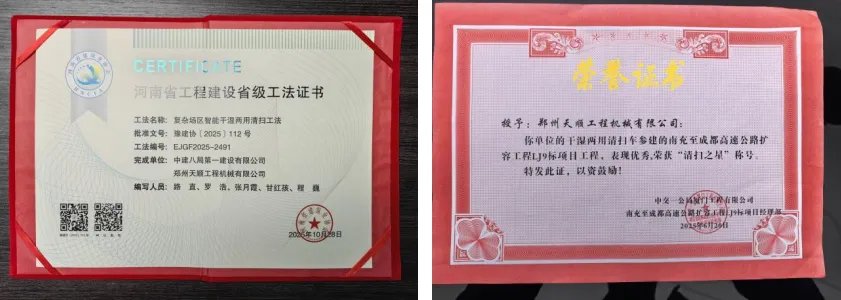 CERTIFICATE
河南省工程建设省级工法证书
工法名称：复杂场区智能干湿两用清扫工法
批准文号：豫建协〔2025〕112号
工法编号：EJGF2025-2491
完成单位：中建八局第一建设有限公司
郑州天顺工程机械有限公司
编写人员：路 直、罗 浩、张月霞、甘红孩、程 巍
2025年10月28日
荣誉证书
授予：郑州天顺工程机械有限公司：
你单位的干湿两用清扫车参建的南充至成都高速公路扩
容工程LJ9标项目工程，表现优秀，荣获“清扫之星”称号。
特发此证，以资鼓励！
中交一公局厦门工程有限公司
南充至成都高速公路扩容工程LJ9标项目经理部
2025年6月29日